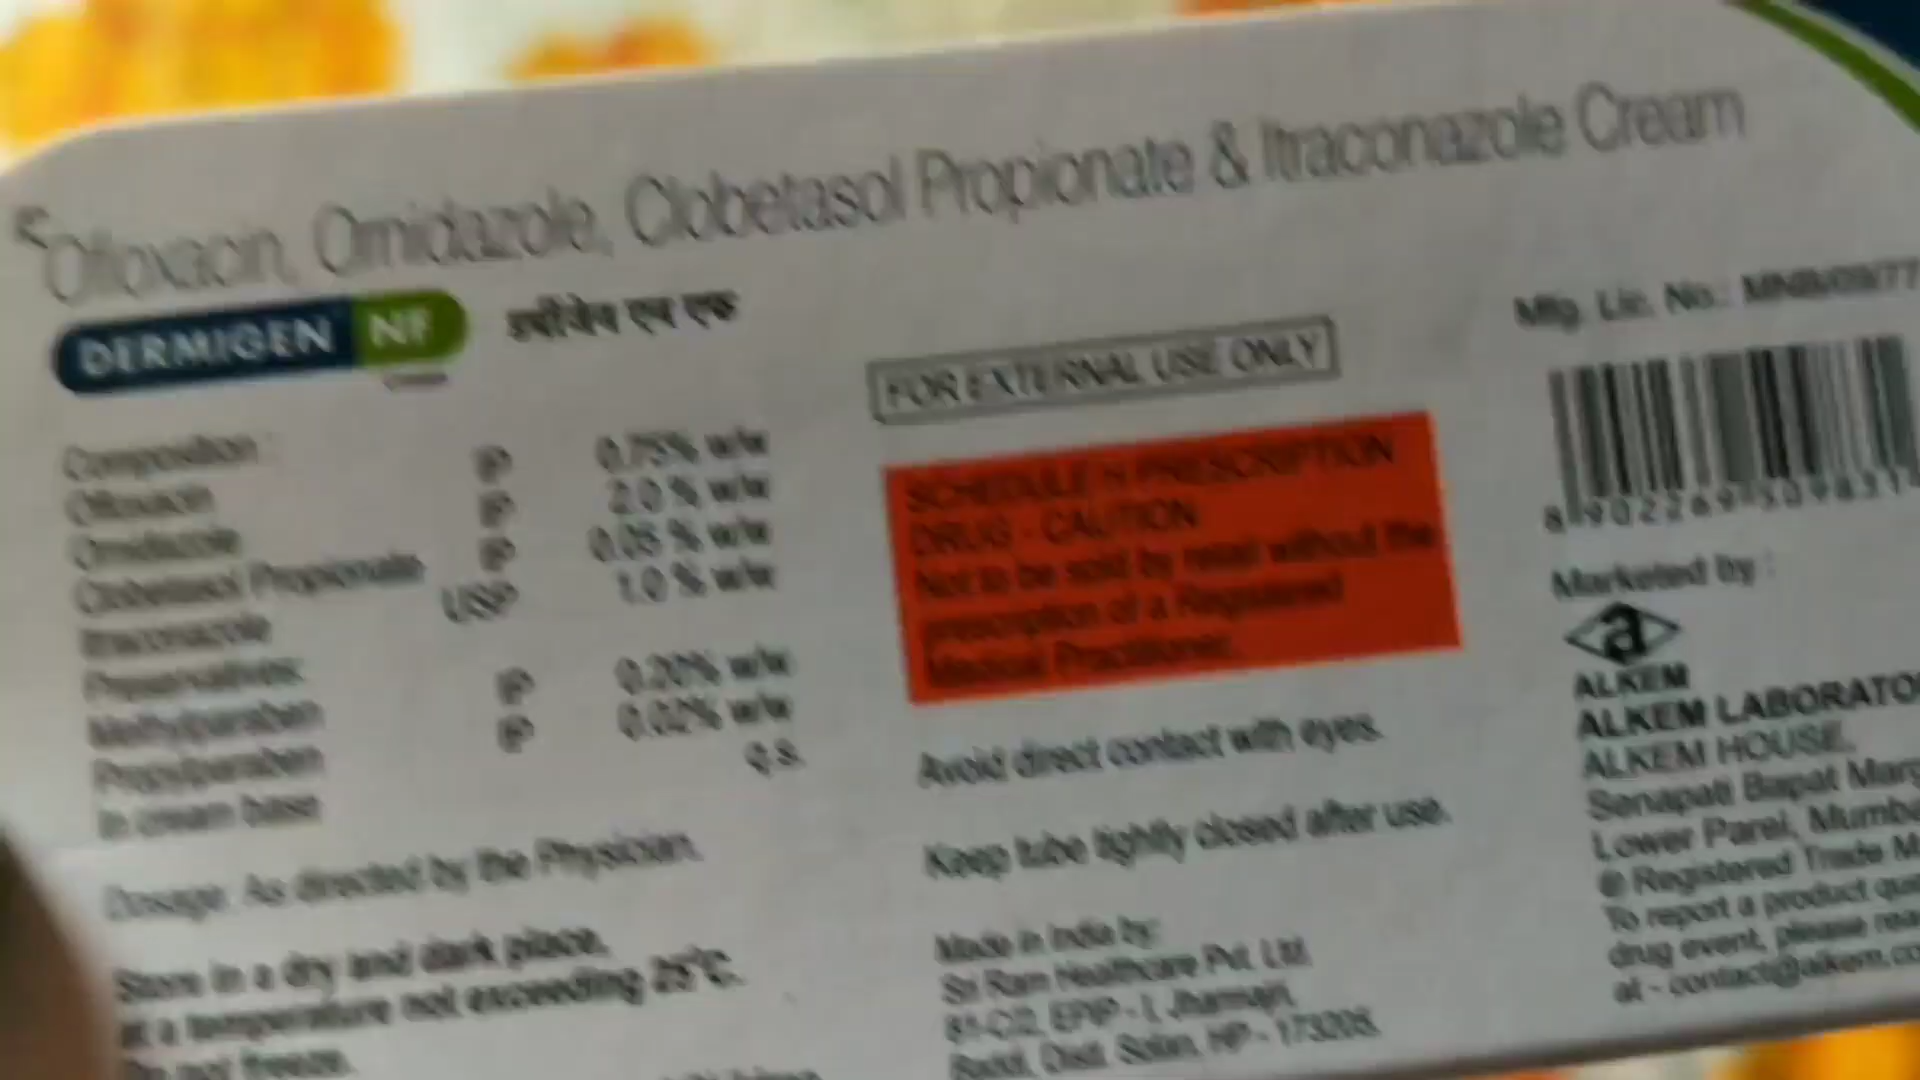 Ofloxacin, Ornidazole, Clobetasol Propionate & Itraconazole Cream
DERMIGEN NF
डर्मीजेन एन एफ
Cream
Composition :
Ofloxacin IP 0.75% w/w
Ornidazole IP 2.0 % w/w
Clobetasol Propionate IP 0.05 % w/w
Itraconazole USP 1.0 % w/w
Preservatives:
Methylparaben IP 0.20% w/w
Propylparaben IP 0.02% w/w
In cream base q.s.
Dosage: As directed by the Physician.
Store in a dry and dark place,
at a temperature not exceeding 25°C.
Do not freeze.
FOR EXTERNAL USE ONLY
SCHEDULE H PRESCRIPTION
DRUG - CAUTION
Not to be sold by retail without the
prescription of a Registered
Medical Practitioner.
Avoid direct contact with eyes.
Keep tube tightly closed after use.
Made in India by:
Sri Ram Healthcare Pvt. Ltd.
81-C/2, EPIP - I, Jharmajri,
Baddi, Distt. Solan, HP - 173205.
Mfg. Lic. No.:
Marketed by :
a
ALKEM
ALKEM LABORATO
ALKEM HOUSE,
Senapati Bapat Marg
Lower Parel, Mumba
® Registered Trade M
To report a product qua
drug event, please rea
at - contact@alkem.co